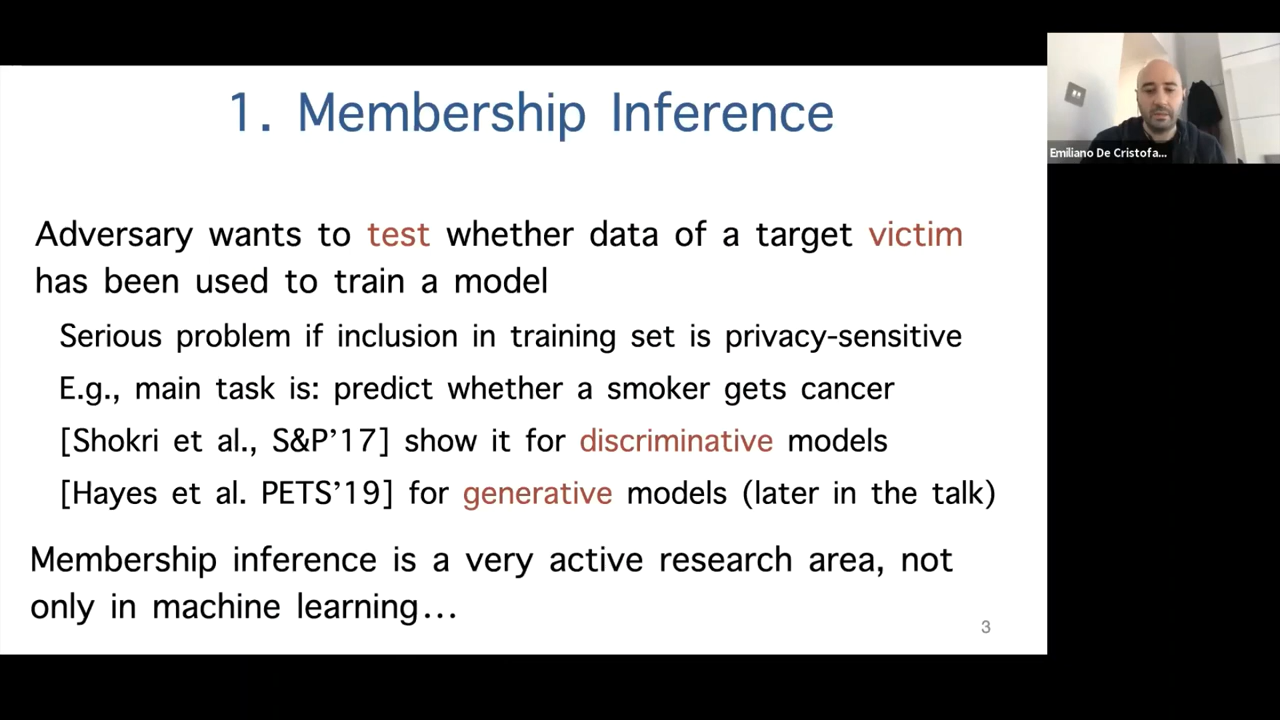 1. Membership Inference
Emiliano De Cristofa...
Adversary wants to test whether data of a target victim
has been used to train a model
Serious problem if inclusion in training set is privacy-sensitive
E.g., main task is: predict whether a smoker gets cancer
[Shokri et al., S&P’17] show it for discriminative models
[Hayes et al. PETS’19] for generative models (later in the talk)
Membership inference is a very active research area, not
only in machine learning...
3